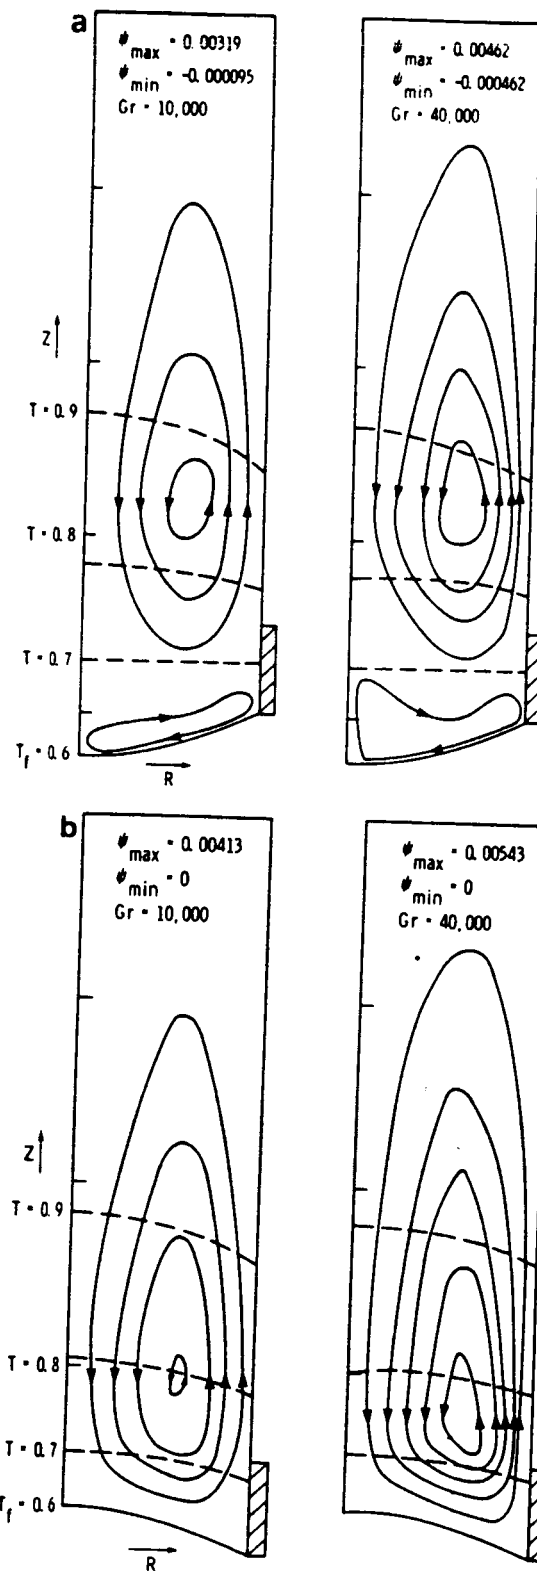 a
ψmax = 0.00319
ψmin = -0.000095
Gr = 10,000
Z
T = 0.9
T = 0.8
T = 0.7
Tf = 0.6
R
ψmax = 0.00462
ψmin = -0.000462
Gr = 40,000
b
ψmax = 0.00413
ψmin = 0
Gr = 10,000
Z
T = 0.9
T = 0.8
T = 0.7
Tf = 0.6
R
ψmax = 0.00543
ψmin = 0
Gr = 40,000